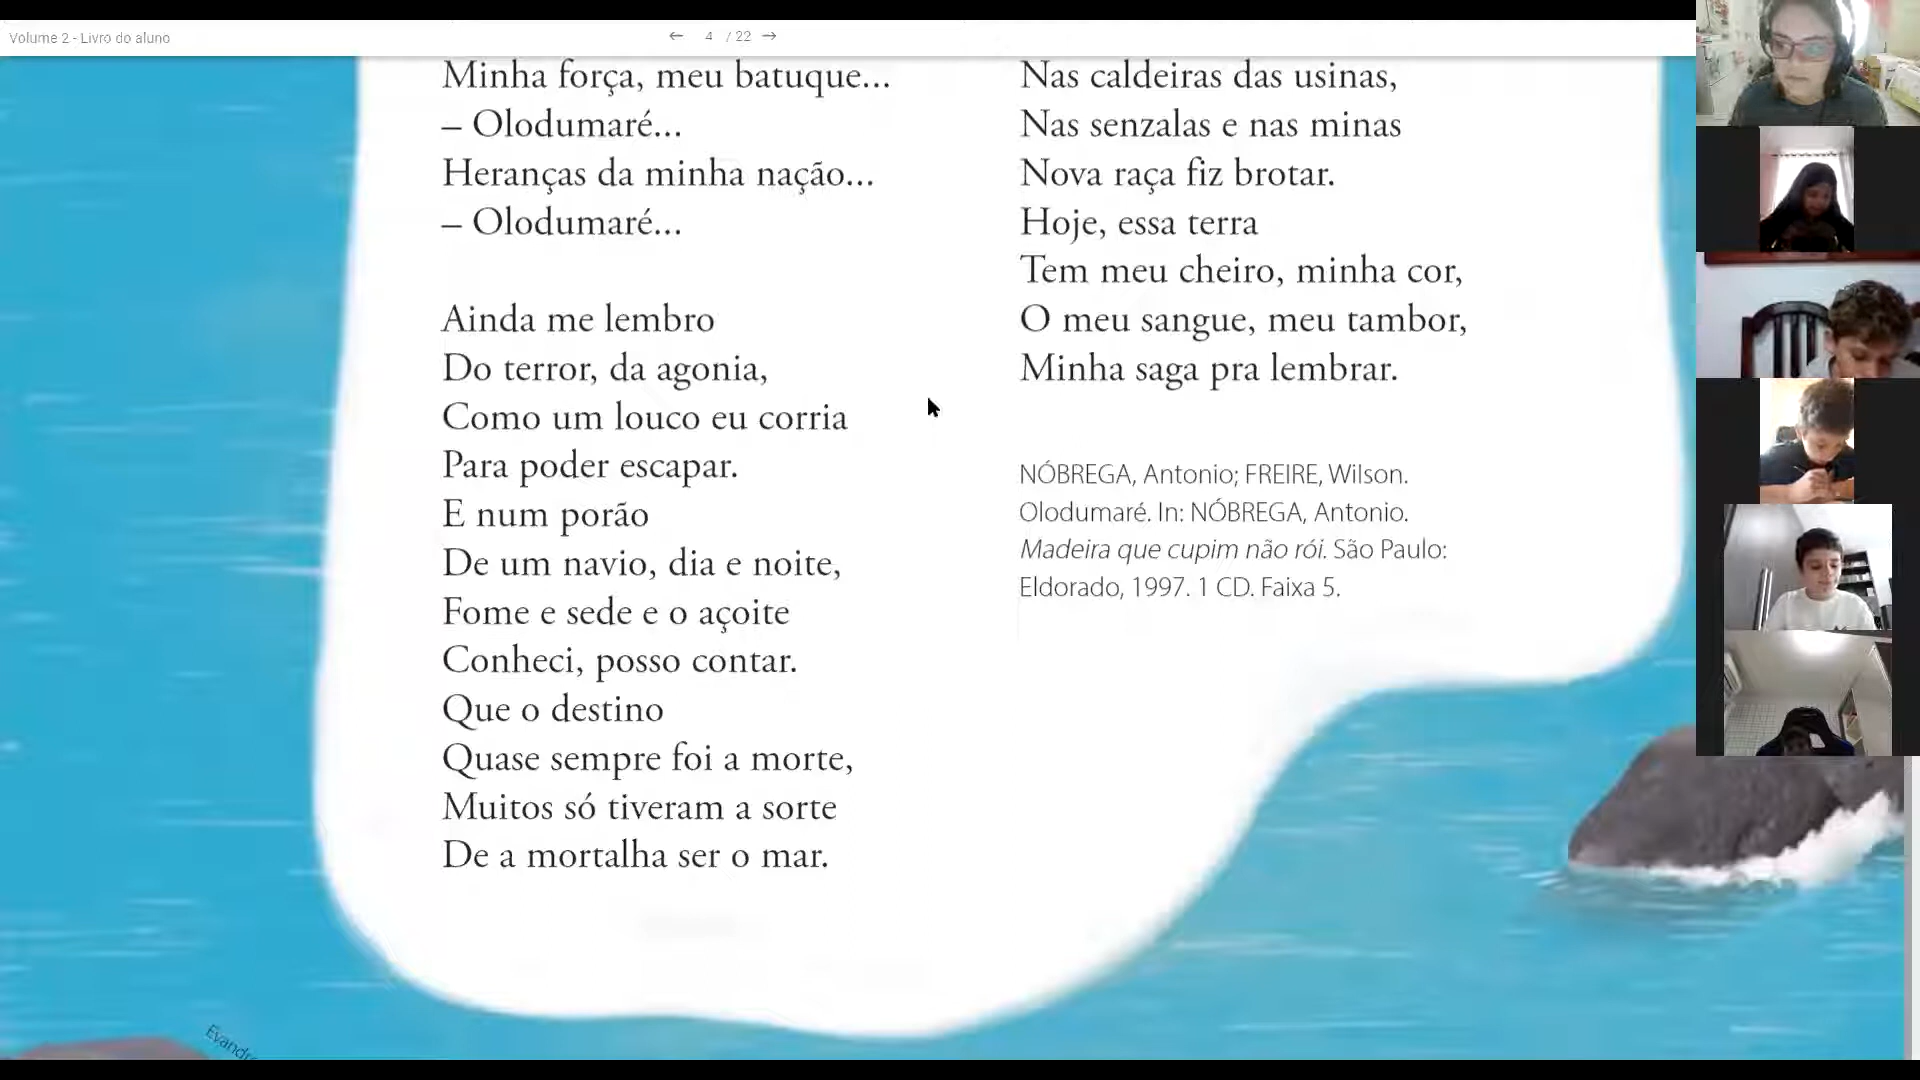 Volume 2 - Livro do aluno
← 4 / 22 →
Minha força, meu batuque...
– Olodumaré...
Heranças da minha nação...
– Olodumaré...
Ainda me lembro
Do terror, da agonia,
Como um louco eu corria
Para poder escapar.
E num porão
De um navio, dia e noite,
Fome e sede e o açoite
Conheci, posso contar.
Que o destino
Quase sempre foi a morte,
Muitos só tiveram a sorte
De a mortalha ser o mar.
Nas caldeiras das usinas,
Nas senzalas e nas minas
Nova raça fiz brotar.
Hoje, essa terra
Tem meu cheiro, minha cor,
O meu sangue, meu tambor,
Minha saga pra lembrar.
NÓBREGA, Antonio; FREIRE, Wilson.
Olodumaré. In: NÓBREGA, Antonio.
Madeira que cupim não rói. São Paulo:
Eldorado, 1997. 1 CD. Faixa 5.